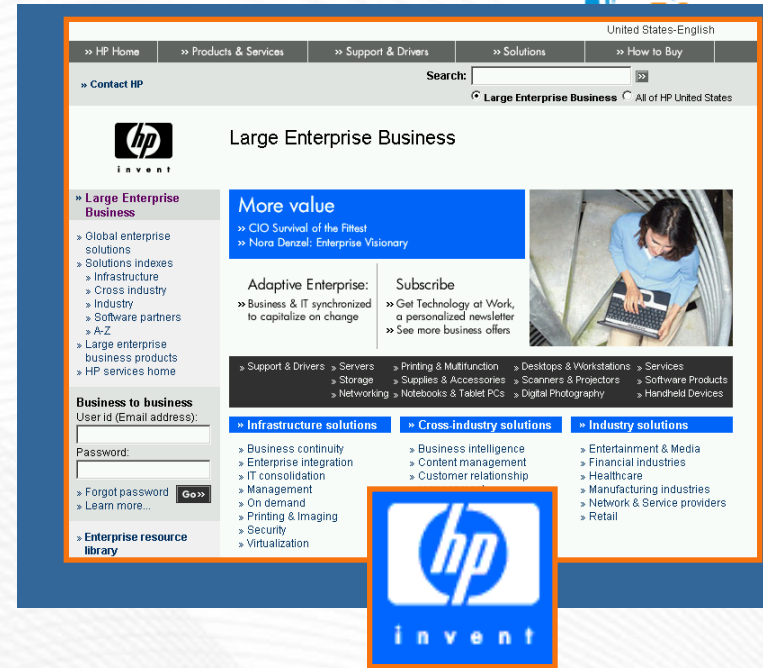 United States-English
» HP Home » Products & Services » Support & Drivers » Solutions » How to Buy
» Contact HP
Search: »
Large Enterprise Business All of HP United States
hp
invent
Large Enterprise Business
» Large Enterprise
Business
» Global enterprise
solutions
» Solutions indexes
» Infrastructure
» Cross industry
» Industry
» Software partners
» A-Z
» Large enterprise
business products
» HP services home
Business to business
User id (Email address):
Password:
» Forgot password Go»
» Learn more...
» Enterprise resource
library
More value
» CIO Survival of the Fittest
» Nora Denzel: Enterprise Visionary
Adaptive Enterprise:
» Business & IT synchronized
to capitalize on change
Subscribe
» Get Technology at Work,
a personalized newsletter
» See more business offers
» Support & Drivers » Servers » Printing & Multifunction » Desktops & Workstations » Services
» Storage » Supplies & Accessories » Scanners & Projectors » Software Products
» Networking » Notebooks & Tablet PCs » Digital Photography » Handheld Devices
» Infrastructure solutions
» Business continuity
» Enterprise integration
» IT consolidation
» Management
» On demand
» Printing & Imaging
» Security
» Virtualization
» Cross-industry solutions
» Business intelligence
» Content management
» Customer relationship
» Industry solutions
» Entertainment & Media
» Financial industries
» Healthcare
» Manufacturing industries
» Network & Service providers
» Retail
hp
invent